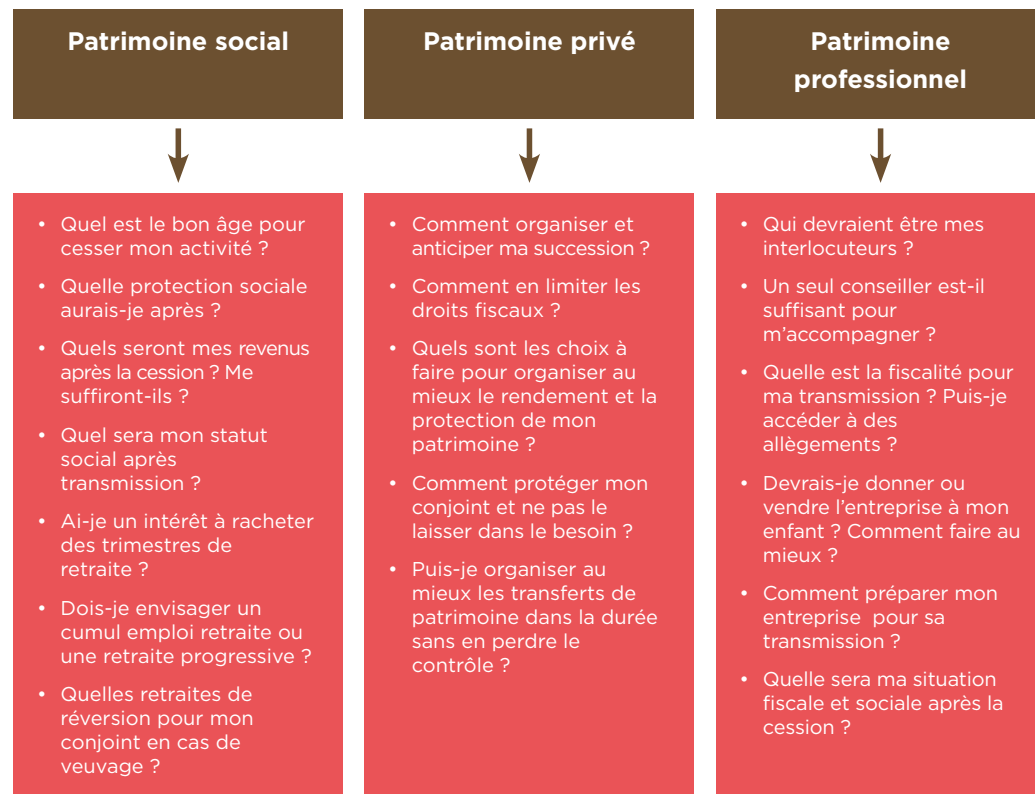 Patrimoine social
• Quel est le bon âge pour
cesser mon activité ?
• Quelle protection sociale
aurais-je après ?
• Quels seront mes revenus
après la cession ? Me
suffiront-ils ?
• Quel sera mon statut
social après
transmission ?
• Ai-je un intérêt à racheter
des trimestres de
retraite ?
• Dois-je envisager un
cumul emploi retraite ou
une retraite progressive ?
• Quelles retraites de
réversion pour mon
conjoint en cas de
veuvage ?
Patrimoine privé
• Comment organiser et
anticiper ma succession ?
• Comment en limiter les
droits fiscaux ?
• Quels sont les choix à
faire pour organiser au
mieux le rendement et la
protection de mon
patrimoine ?
• Comment protéger mon
conjoint et ne pas le
laisser dans le besoin ?
• Puis-je organiser au
mieux les transferts de
patrimoine dans la durée
sans en perdre le
contrôle ?
Patrimoine
professionnel
• Qui devraient être mes
interlocuteurs ?
• Un seul conseiller est-il
suffisant pour
m’accompagner ?
• Quelle est la fiscalité pour
ma transmission ? Puis-je
accéder à des
allègements ?
• Devrais-je donner ou
vendre l’entreprise à mon
enfant ? Comment faire au
mieux ?
• Comment préparer mon
entreprise pour sa
transmission ?
• Quelle sera ma situation
fiscale et sociale après la
cession ?